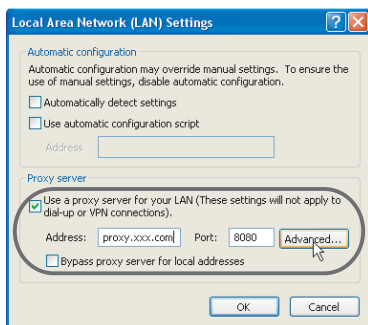 Local Area Network (LAN) Settings
Automatic configuration
Automatic configuration may override manual settings. To ensure the
use of manual settings, disable automatic configuration.
Automatically detect settings
Use automatic configuration script
Address
Proxy server
Use a proxy server for your LAN (These settings will not apply to
dial-up or VPN connections).
Address: proxy.xxx.com Port: 8080 Advanced...
Bypass proxy server for local addresses
OK Cancel